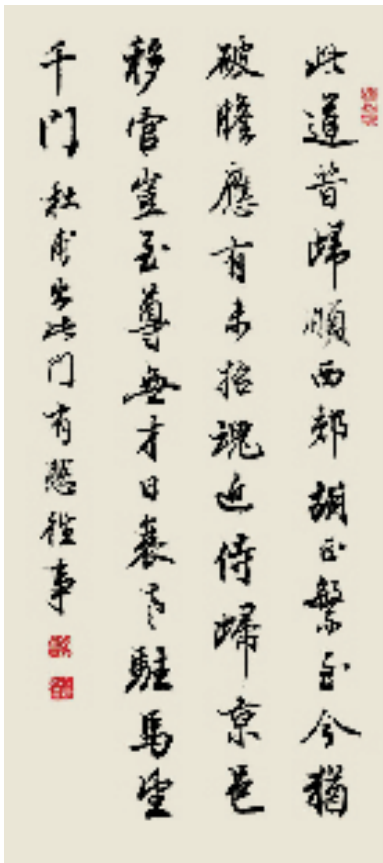 此道昔歸順西郊胡正繁至今猶
破膽應有未招魂近侍歸京邑
移官豈至尊無才日衰老駐馬望
千門 杜甫出此門有悲往事